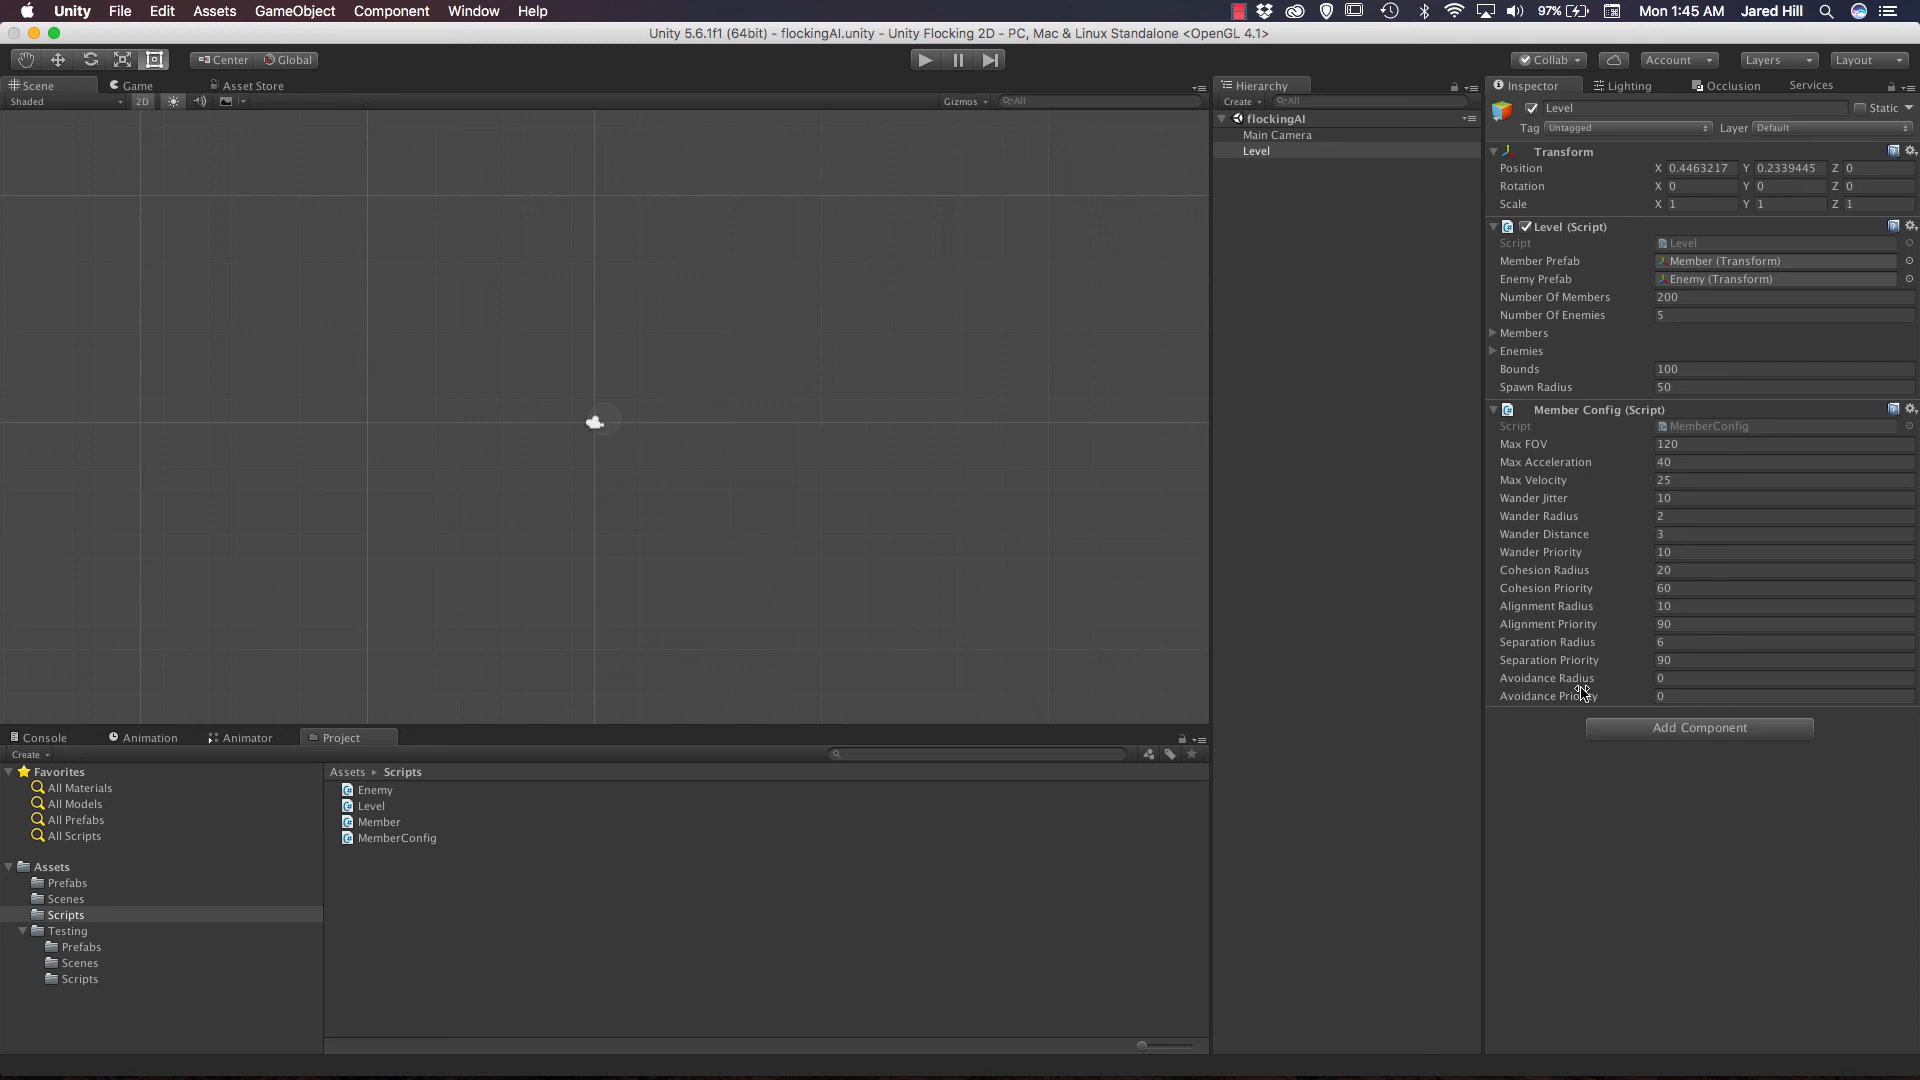 Unity File Edit Assets GameObject Component Window Help 97% Mon 1:45 AM Jared Hill
Unity 5.6.1f1 (64bit) - flockingAI.unity - Unity Flocking 2D - PC, Mac & Linux Standalone <OpenGL 4.1>
Center Global Collab Account Layers Layout
Scene Game Asset Store
Shaded 2D Gizmos All
Hierarchy
Create All
flockingAI
Main Camera
Level
Inspector Lighting Occlusion Services
Level Static
Tag Untagged Layer Default
Transform
Position X 0.4463217 Y 0.2339445 Z 0
Rotation X 0 Y 0 Z 0
Scale X 1 Y 1 Z 1
Level (Script)
Script Level
Member Prefab Member (Transform)
Enemy Prefab Enemy (Transform)
Number Of Members 200
Number Of Enemies 5
Members
Enemies
Bounds 100
Spawn Radius 50
Member Config (Script)
Script MemberConfig
Max FOV 120
Max Acceleration 40
Max Velocity 25
Wander Jitter 10
Wander Radius 2
Wander Distance 3
Wander Priority 10
Cohesion Radius 20
Cohesion Priority 60
Alignment Radius 10
Alignment Priority 90
Separation Radius 6
Separation Priority 90
Avoidance Radius 0
Avoidance Priority 0
Add Component
Console Animation Animator Project
Create
Favorites
All Materials
All Models
All Prefabs
All Scripts
Assets
Prefabs
Scenes
Scripts
Testing
Prefabs
Scenes
Scripts
Assets Scripts
Enemy
Level
Member
MemberConfig